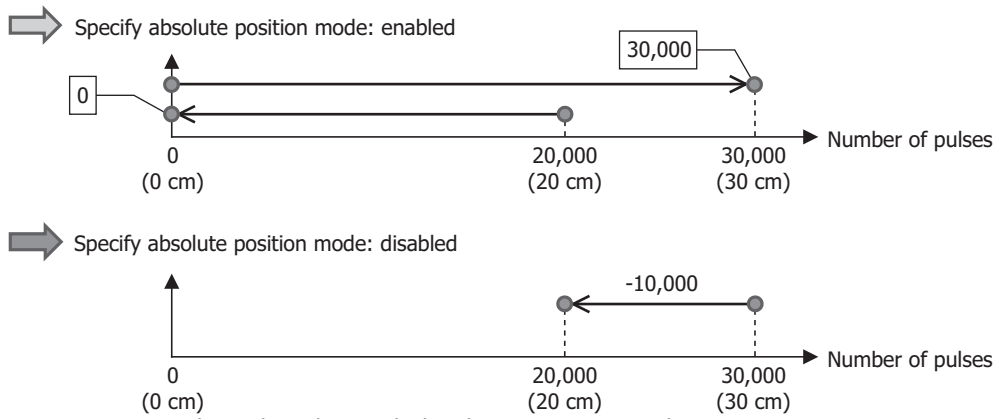 Specify absolute position mode: enabled
30,000
0
Number of pulses
0 20,000 30,000
(0 cm) (20 cm) (30 cm)
Specify absolute position mode: disabled
-10,000
Number of pulses
0 20,000 30,000
(0 cm) (20 cm) (30 cm)